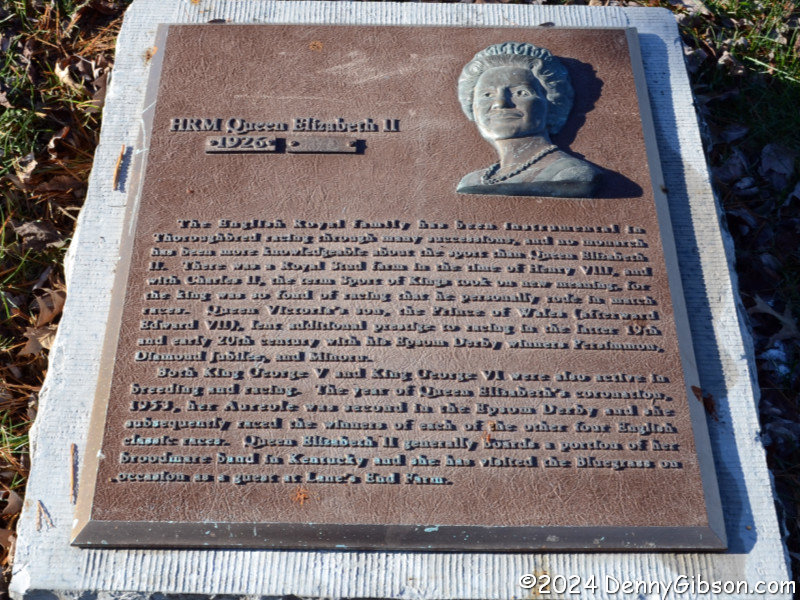 HRM Queen Elizabeth II
•1926•
The English Royal family has been instrumental in
Thoroughbred racing through many successions, and no monarch
has been more knowledgeable about the sport than Queen Elizabeth
II. There was a Royal Stud farm in the time of Henry VIII, and
with Charles II, the term Sport of Kings took on new meaning, for
the king was so fond of racing that he personally rode in match
races. Queen Victoria's son, the Prince of Wales (afterward
Edward VII), lent additional prestige to racing in the latter 19th
and early 20th century with his Epsom Derby winners Persimmon,
Diamond Jubilee, and Minoru.
Both King George V and King George VI were also active in
breeding and racing. The year of Queen Elizabeth's coronation,
1953, her Aureole was second in the Epsom Derby and she
subsequently raced the winners of each of the other four English
classic races. Queen Elizabeth II generally boards a portion of her
broodmare band in Kentucky and she has visited the Bluegrass on
occasion as a guest at Lane's End Farm.
©2024 DennyGibson.com